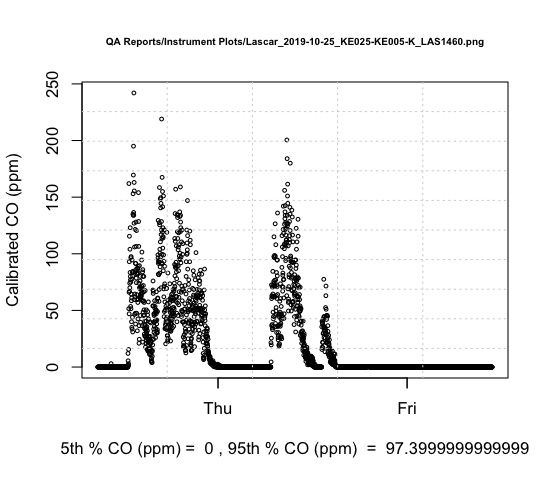 QA Reports/Instrument Plots/Lascar_2019-10-25_KE025-KE005-K_LAS1460.png
250
200
150
100
50
0
Calibrated CO (ppm)
Thu Fri
5th % CO (ppm) = 0 , 95th % CO (ppm) = 97.3999999999999